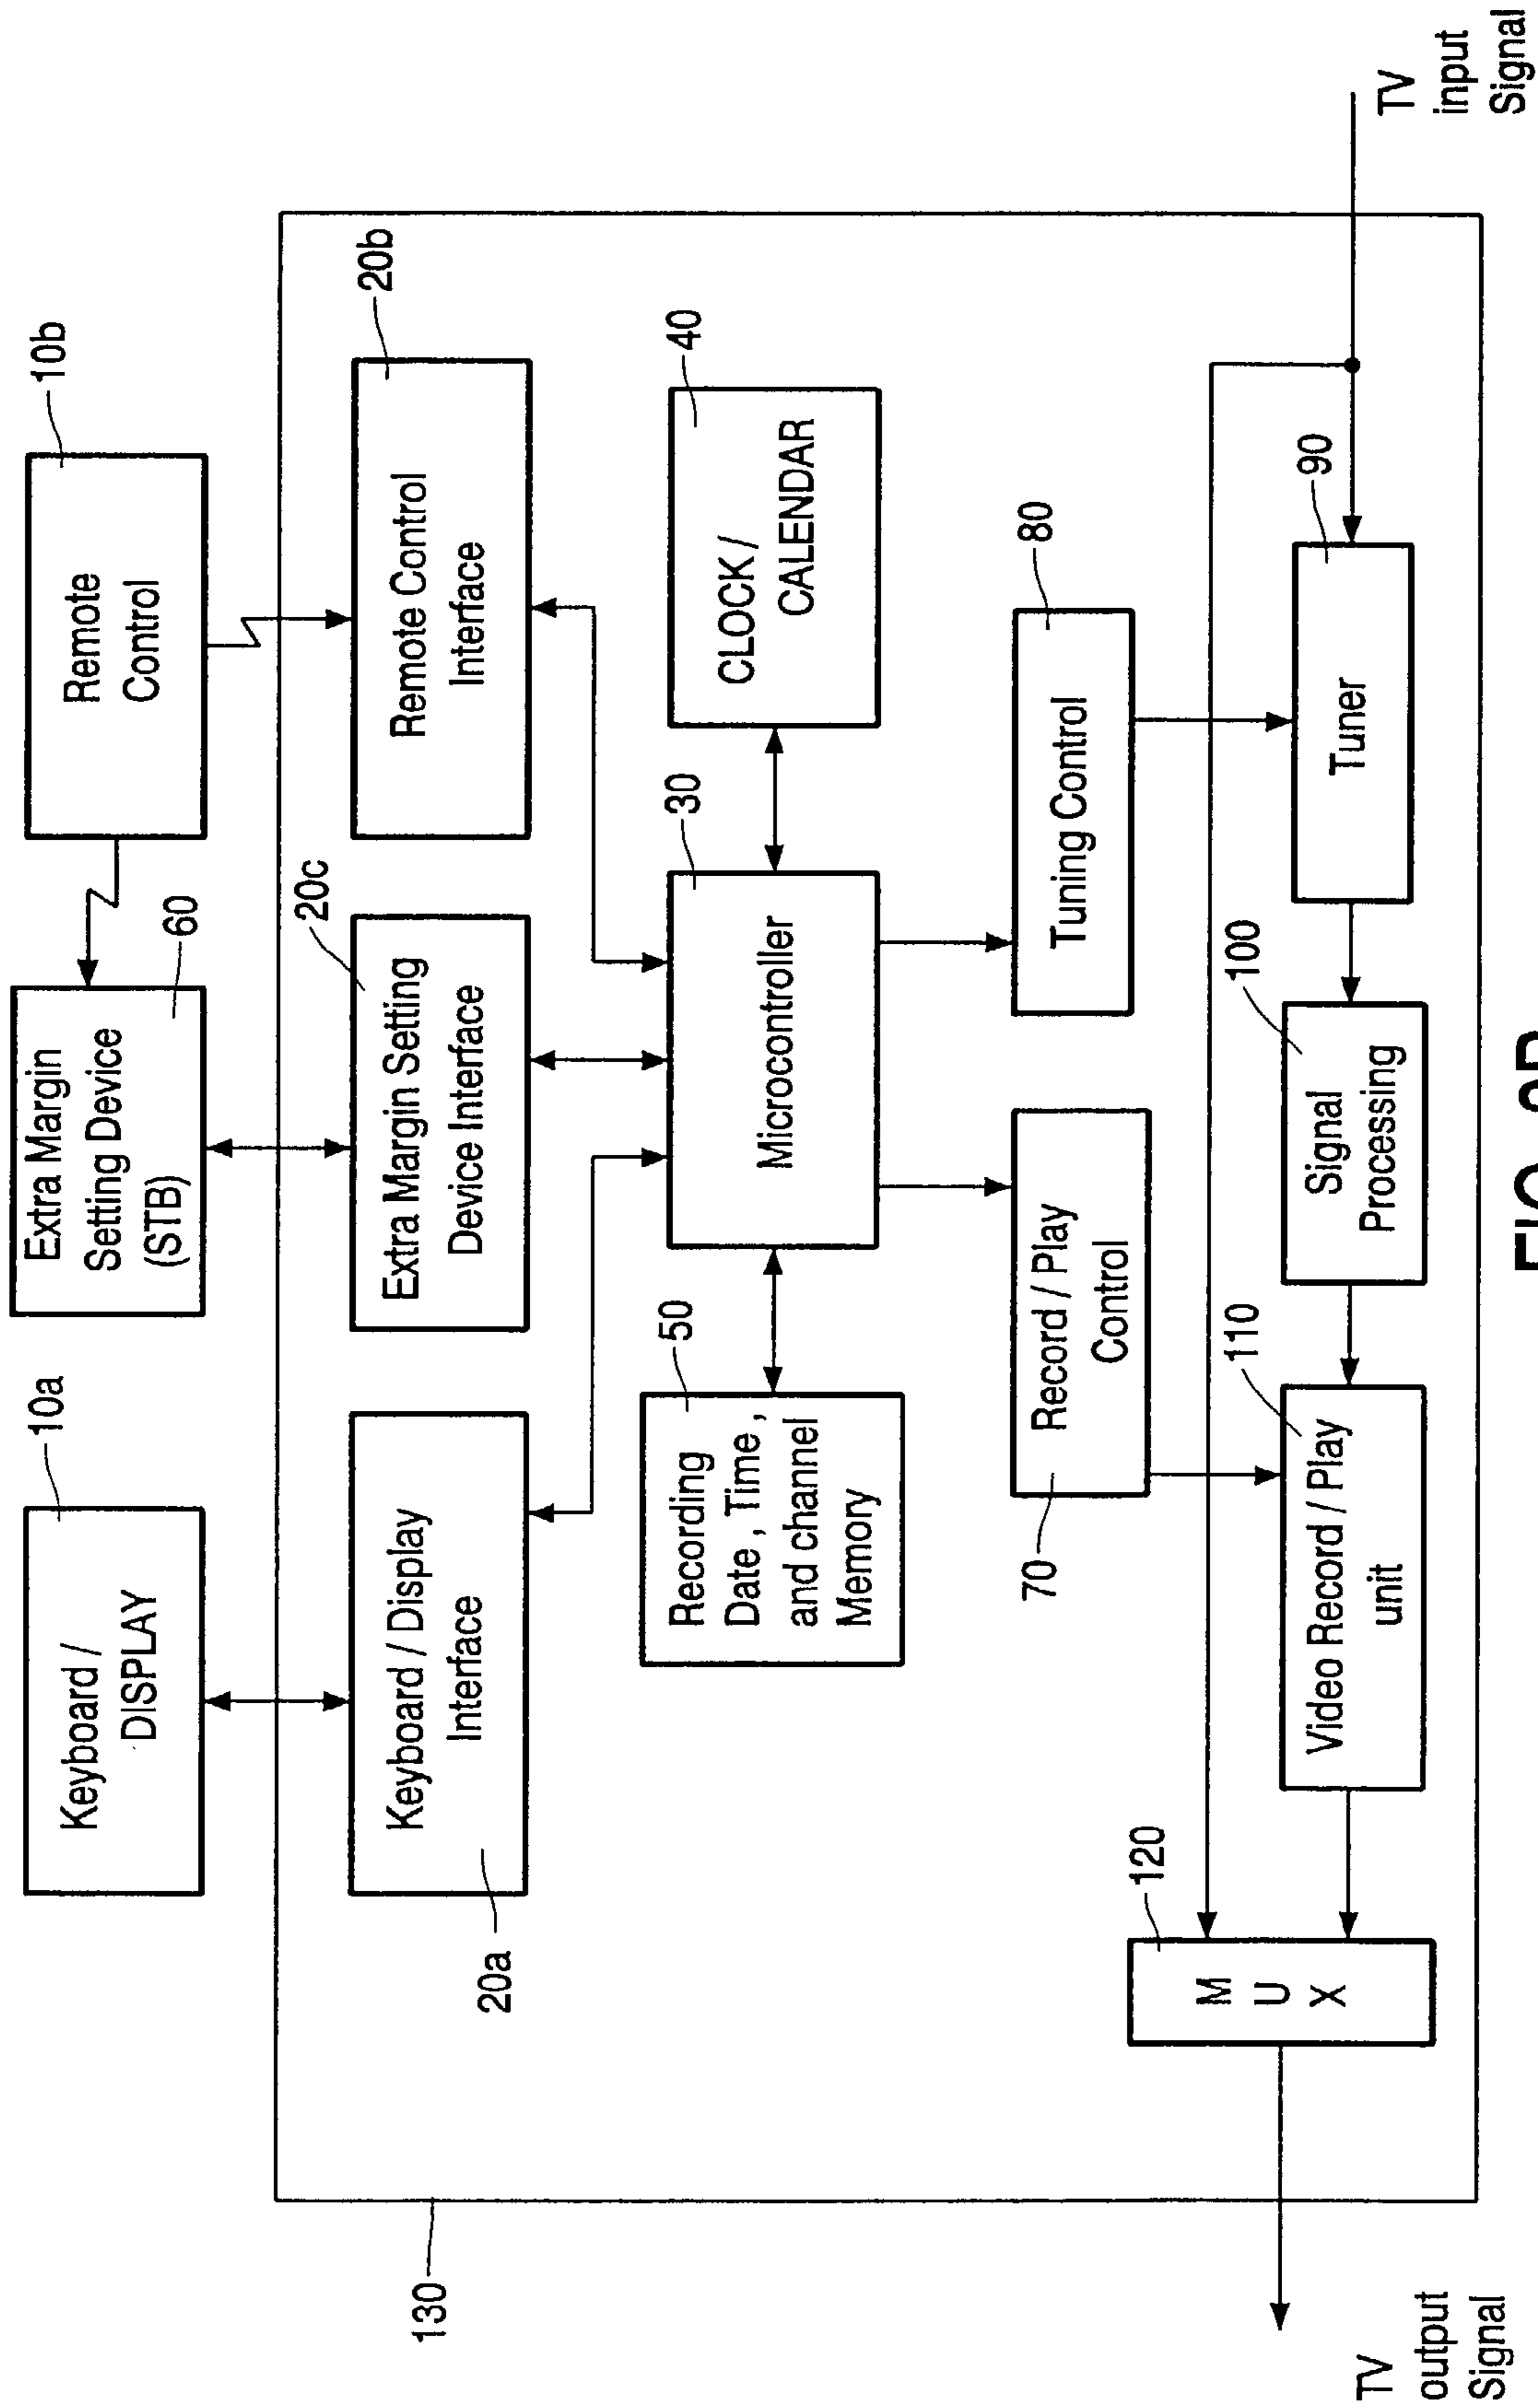 Keyboard /
DISPLAY
10a
Extra Margin
Setting Device
(STB)
60
Remote
Control
10b
130
20a
Keyboard / Display
Interface
Extra Margin Setting
Device Interface
20c
Remote Control
Interface
20b
Recording
Date , Time ,
and channel
Memory
50
Microcontroller
30
CLOCK /
CALENDAR
40
70
Record / Play
Control
Tuning Control
80
M
U
X
120
Video Record / Play
unit
110
Signal
Processing
100
Tuner
90
TV
output
Signal
TV
input
Signal